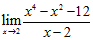 lim x→2 x⁴ − x² − 12 / x − 2